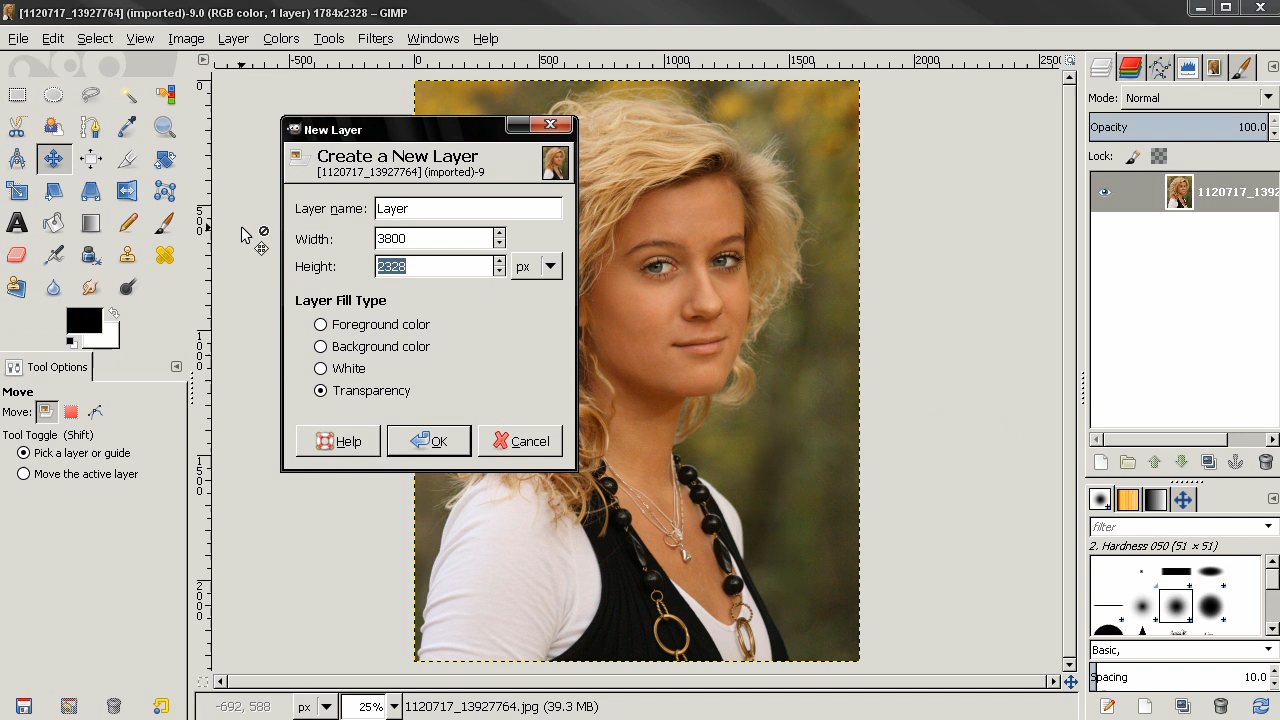 [1120717_13927764] (imported)-9.0 (RGB color, 1 layer) 1784x2328 – GIMP
File Edit Select View Image Layer Colors Tools Filters Windows Help
-500 0 500 1000 1500 2000 2500
0
500
1000
1500
2000
New Layer
Create a New Layer
[1120717_13927764] (imported)-9
Layer name: Layer
Width: 3800
Height: 2328 px
Layer Fill Type
Foreground color
Background color
White
Transparency
Help OK Cancel
Tool Options
Move
Move:
Tool Toggle (Shift)
Pick a layer or guide
Move the active layer
Mode: Normal
Opacity 100.0
Lock:
1120717_1392
filter
2. Hardness 050 (51 × 51)
Basic,
Spacing 10.0
-692, 588 px 25% 1120717_13927764.jpg (39.3 MB)